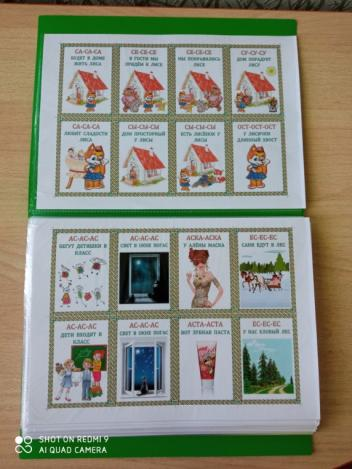 СА-СА-СА
БУДЕТ В ДОМЕ
ЖИТЬ ЛИСА
СЕ-СЕ-СЕ
В ГОСТИ МЫ
ПРИДЁМ К ЛИСЕ
СЕ-СЕ-СЕ
МЫ ПОНРАВИЛИСЬ
ЛИСЕ
СУ-СУ-СУ
ДОМ ПОРАДУЕТ
ЛИСУ
СА-СА-СА
ЛЮБИТ СЛАДОСТИ
ЛИСА
СЫ-СЫ-СЫ
ДОМ ПРОСТОРНЫЙ
У ЛИСЫ
СЫ-СЫ-СЫ
ЕСТЬ ЛИСЁНОК У
ЛИСЫ
ОСТ-ОСТ-ОСТ
У ЛИСИЧКИ
ДЛИННЫЙ ХВОСТ
АС-АС-АС
БЕГУТ ДЕТИШКИ В
КЛАСС
АС-АС-АС
СВЕТ В ОКНЕ ПОГАС
АСКА-АСКА
У АЛЁНЫ МАСКА
ЕС-ЕС-ЕС
САНИ ЕДУТ В ЛЕС
АС-АС-АС
ДЕТИ ВХОДЯТ В
КЛАСС
АС-АС-АС
СВЕТ В ОКНЕ ПОГАС
АСТА-АСТА
ВОТ ЗУБНАЯ ПАСТА
ЕС-ЕС-ЕС
У НАС ЕЛОВЫЙ ЛЕС
SHOT ON REDMI 9
AI QUAD CAMERA